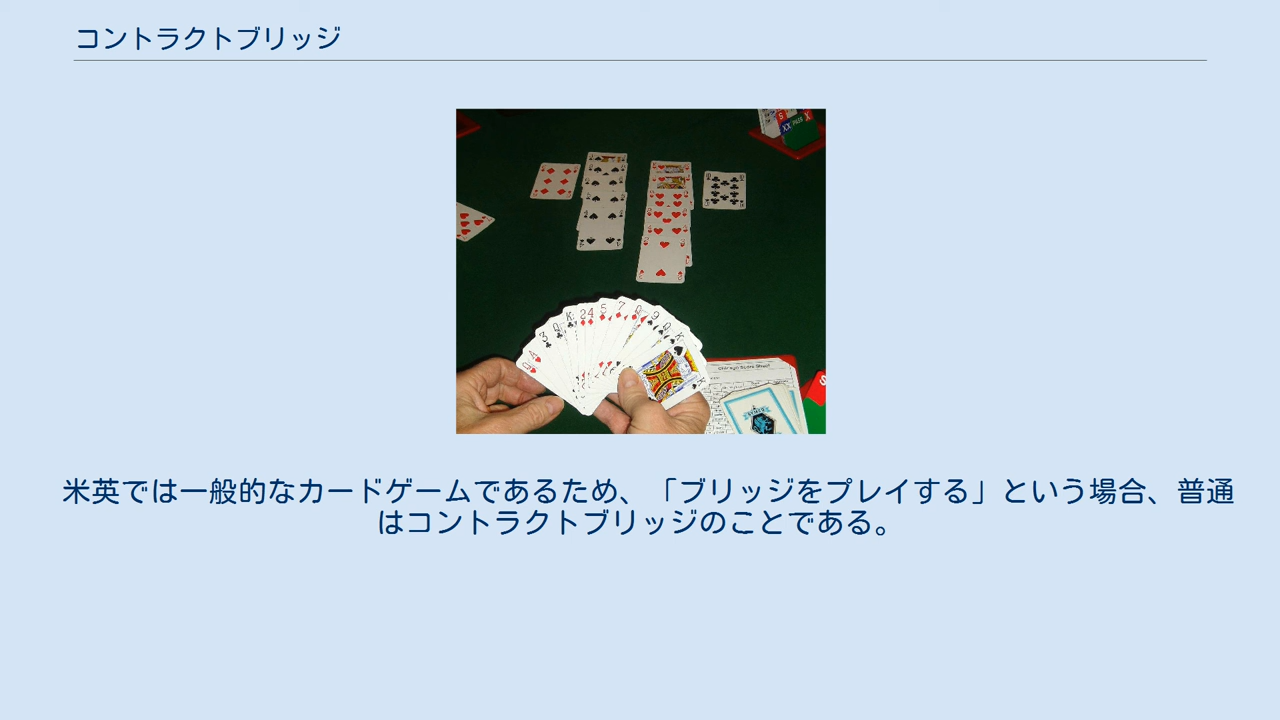 コントラクトブリッジ
米英では一般的なカードゲームであるため、「ブリッジをプレイする」という場合、普通
はコントラクトブリッジのことである。